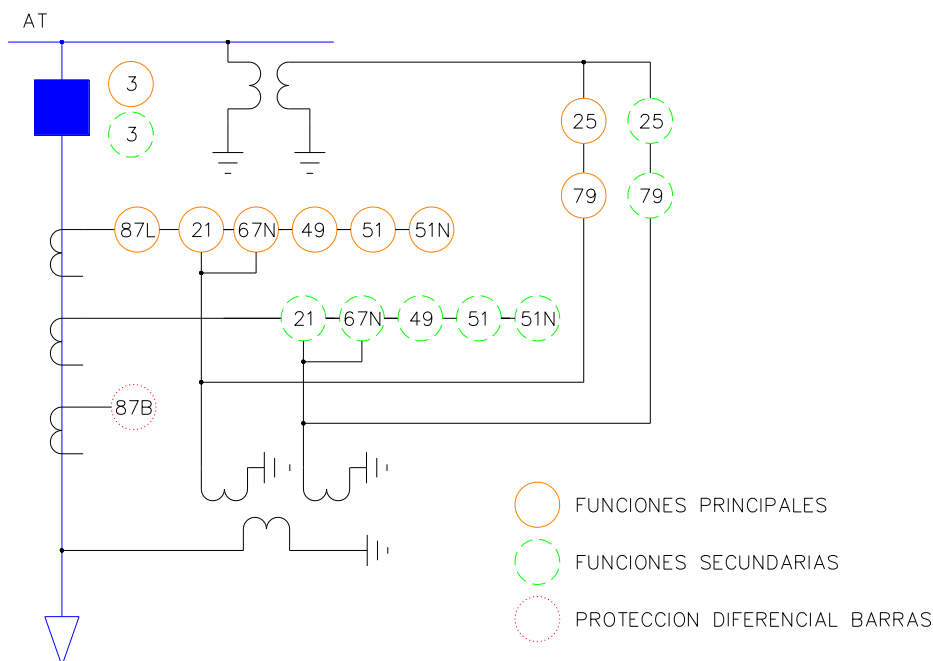 AT
3
3
25 25
79 79
87L 21 67N 49 51 51N
21 67N 49 51 51N
87B
FUNCIONES PRINCIPALES
FUNCIONES SECUNDARIAS
PROTECCION DIFERENCIAL BARRAS